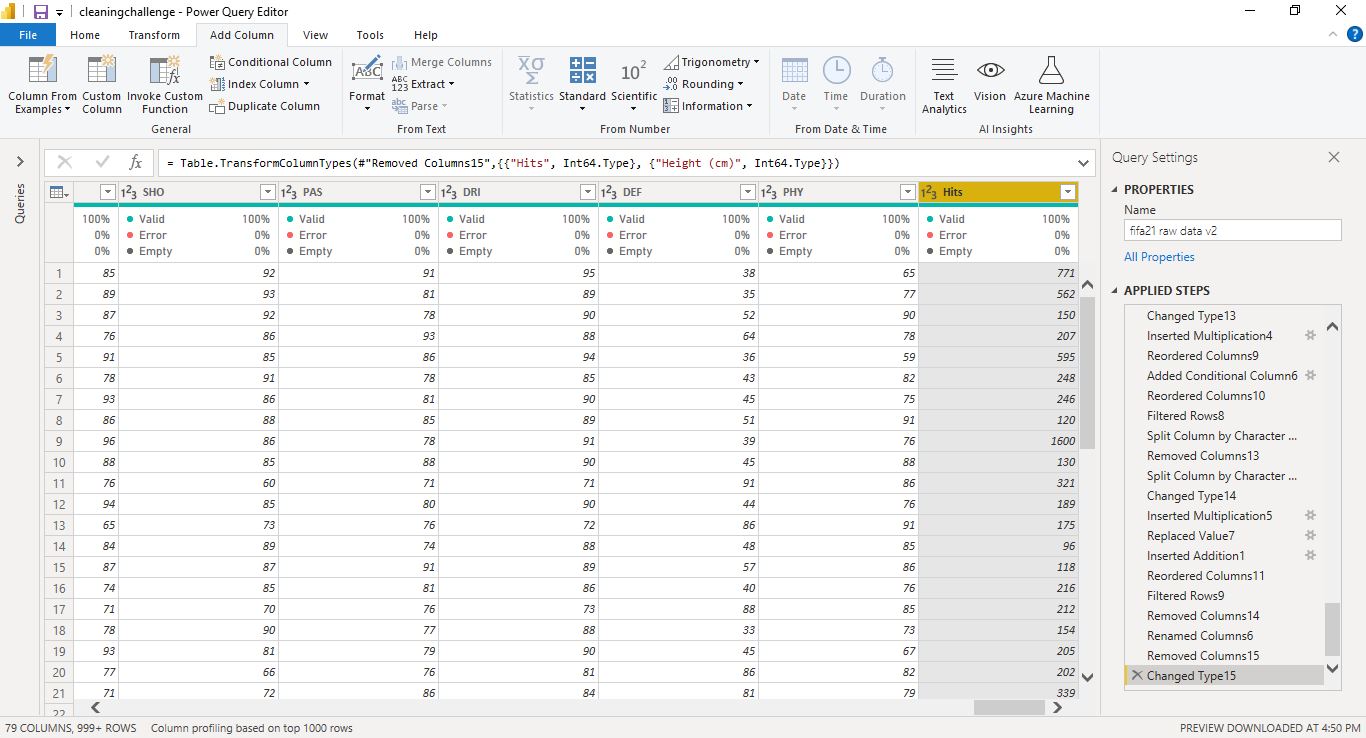 cleaningchallenge - Power Query Editor
File Home Transform Add Column View Tools Help
Column From Examples
Custom Column
Invoke Custom Function
Conditional Column
Index Column
Duplicate Column
General
Format
Merge Columns
Extract
Parse
From Text
Statistics
Standard
Scientific
Trigonometry
Rounding
Information
From Number
Date
Time
Duration
From Date & Time
Text Analytics
Vision
Azure Machine Learning
AI Insights
Queries
= Table.TransformColumnTypes(#"Removed Columns15",{{"Hits", Int64.Type}, {"Height (cm)", Int64.Type}})
SHO PAS DRI DEF PHY Hits
100% Valid 100% Valid 100% Valid 100% Valid 100% Valid 100% Valid 100%
0% Error 0% Error 0% Error 0% Error 0% Error 0% Error 0%
0% Empty 0% Empty 0% Empty 0% Empty 0% Empty 0% Empty 0%
1 85 92 91 95 38 65 771
2 89 93 81 89 35 77 562
3 87 92 78 90 52 90 150
4 76 86 93 88 64 78 207
5 91 85 86 94 36 59 595
6 78 91 78 85 43 82 248
7 93 86 81 90 45 75 246
8 86 88 85 89 51 91 120
9 96 86 78 91 39 76 1600
10 88 85 88 90 45 88 130
11 76 60 71 71 91 86 321
12 94 85 80 90 44 76 189
13 65 73 76 72 86 91 175
14 84 89 74 88 48 85 96
15 87 87 91 89 57 86 118
16 74 85 81 86 40 76 216
17 71 70 76 73 88 85 212
18 78 90 77 88 33 73 154
19 93 81 79 90 45 67 205
20 77 66 76 81 86 82 202
21 71 72 86 84 81 79 339
22
Query Settings
PROPERTIES
Name
fifa21 raw data v2
All Properties
APPLIED STEPS
Changed Type13
Inserted Multiplication4
Reordered Columns9
Added Conditional Column6
Reordered Columns10
Filtered Rows8
Split Column by Character ...
Removed Columns13
Split Column by Character ...
Changed Type14
Inserted Multiplication5
Replaced Value7
Inserted Addition1
Reordered Columns11
Filtered Rows9
Removed Columns14
Renamed Columns6
Removed Columns15
Changed Type15
79 COLUMNS, 999+ ROWS Column profiling based on top 1000 rows
PREVIEW DOWNLOADED AT 4:50 PM